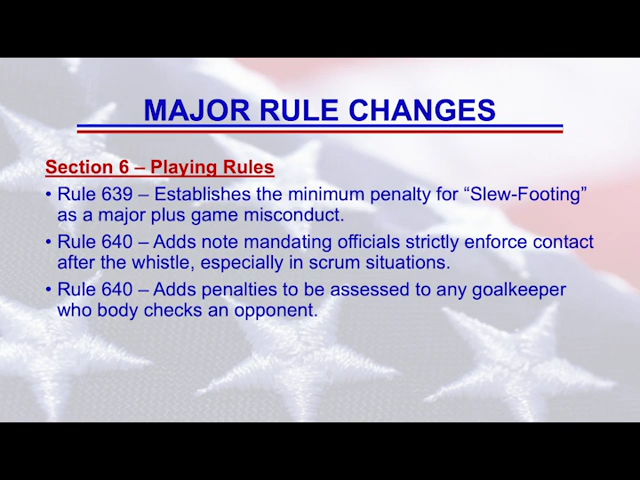 MAJOR RULE CHANGES
Section 6 – Playing Rules
• Rule 639 – Establishes the minimum penalty for “Slew-Footing”
as a major plus game misconduct.
• Rule 640 – Adds note mandating officials strictly enforce contact
after the whistle, especially in scrum situations.
• Rule 640 – Adds penalties to be assessed to any goalkeeper
who body checks an opponent.